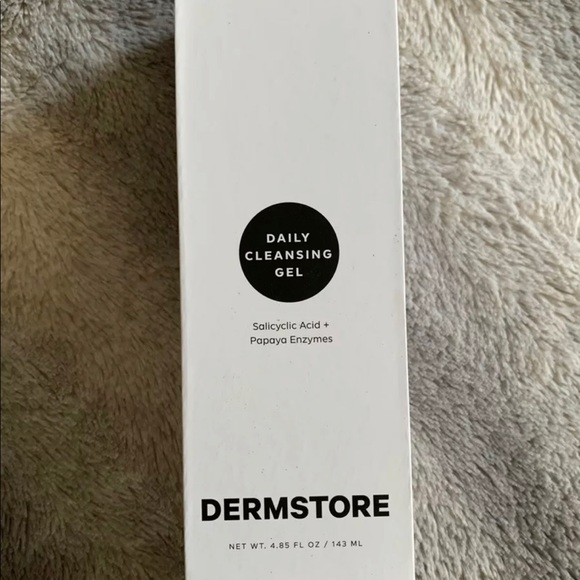 DAILY
CLEANSING
GEL
Salicyclic Acid +
Papaya Enzymes
DERMSTORE
NET WT. 4.85 FL OZ / 143 ML